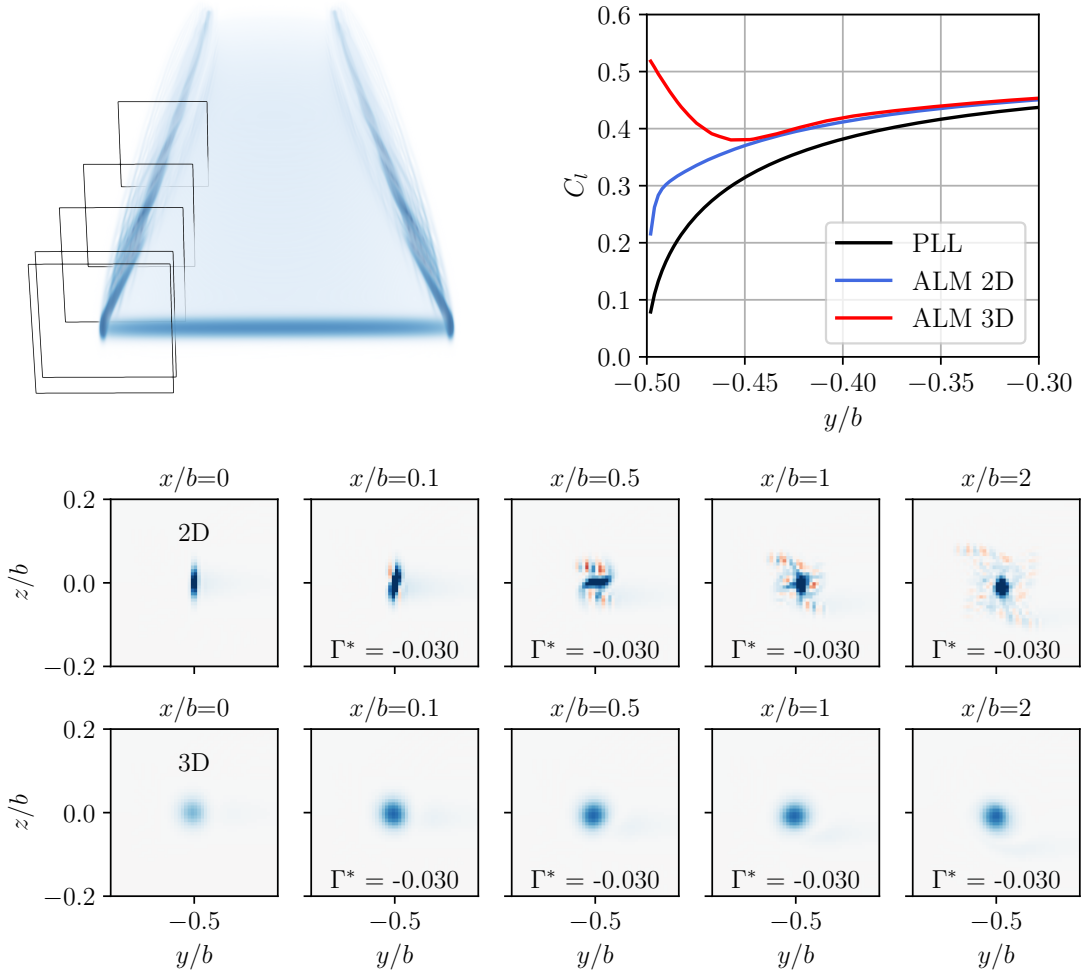 0.6
0.5
0.4
0.3
0.2
0.1
0.0
C_l
PLL
ALM 2D
ALM 3D
−0.50 −0.45 −0.40 −0.35 −0.30
y/b
x/b=0 x/b=0.1 x/b=0.5 x/b=1 x/b=2
0.2
2D
0.0
z/b
−0.2
Γ* = -0.030 Γ* = -0.030 Γ* = -0.030 Γ* = -0.030
x/b=0 x/b=0.1 x/b=0.5 x/b=1 x/b=2
0.2
3D
0.0
z/b
−0.2
Γ* = -0.030 Γ* = -0.030 Γ* = -0.030 Γ* = -0.030
−0.5 −0.5 −0.5 −0.5 −0.5
y/b y/b y/b y/b y/b